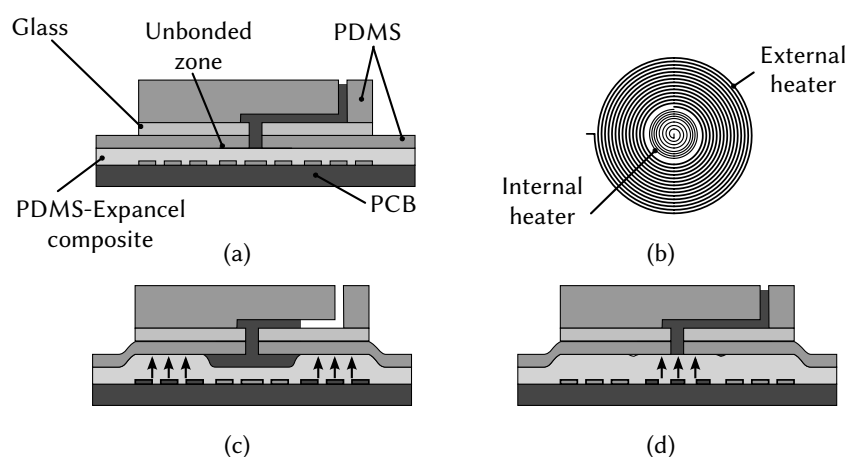 Glass
Unbonded
zone
PDMS
PDMS-Expancel
composite
PCB
(a)
External
heater
Internal
heater
(b)
(c)
(d)